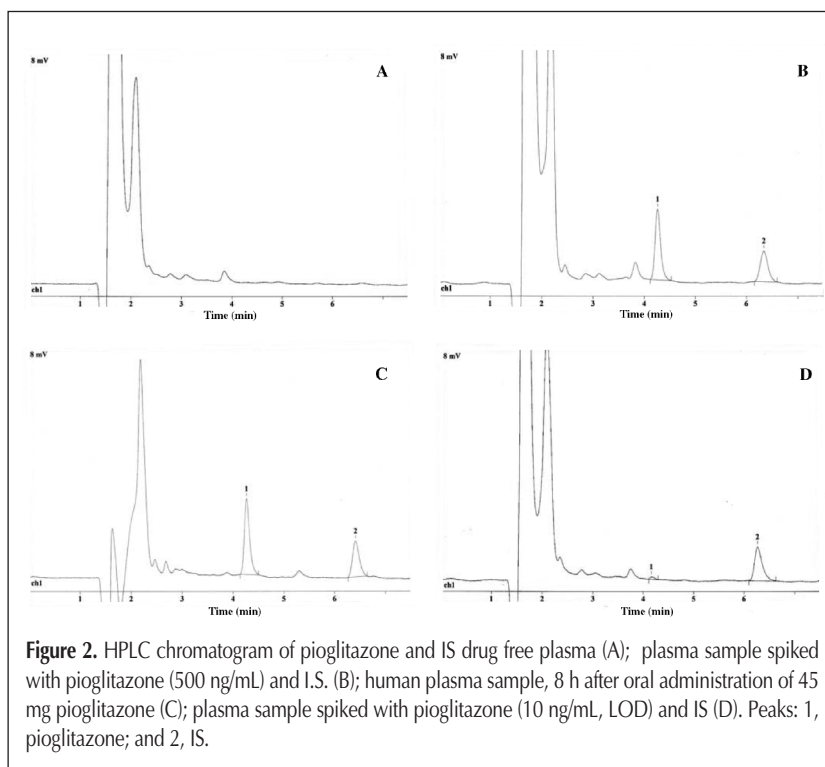 8 mV
A
ch1
1 2 3 4 5 6
Time (min)
8 mV
B
1
2
ch1
1 2 3 4 5 6
Time (min)
8 mV
C
1
2
ch1
1 2 3 4 5 6
Time (min)
8 mV
D
1
2
ch1
1 2 3 4 5 6
Time (min)
Figure 2. HPLC chromatogram of pioglitazone and IS drug free plasma (A); plasma sample spiked
with pioglitazone (500 ng/mL) and I.S. (B); human plasma sample, 8 h after oral administration of 45
mg pioglitazone (C); plasma sample spiked with pioglitazone (10 ng/mL, LOD) and IS (D). Peaks: 1,
pioglitazone; and 2, IS.